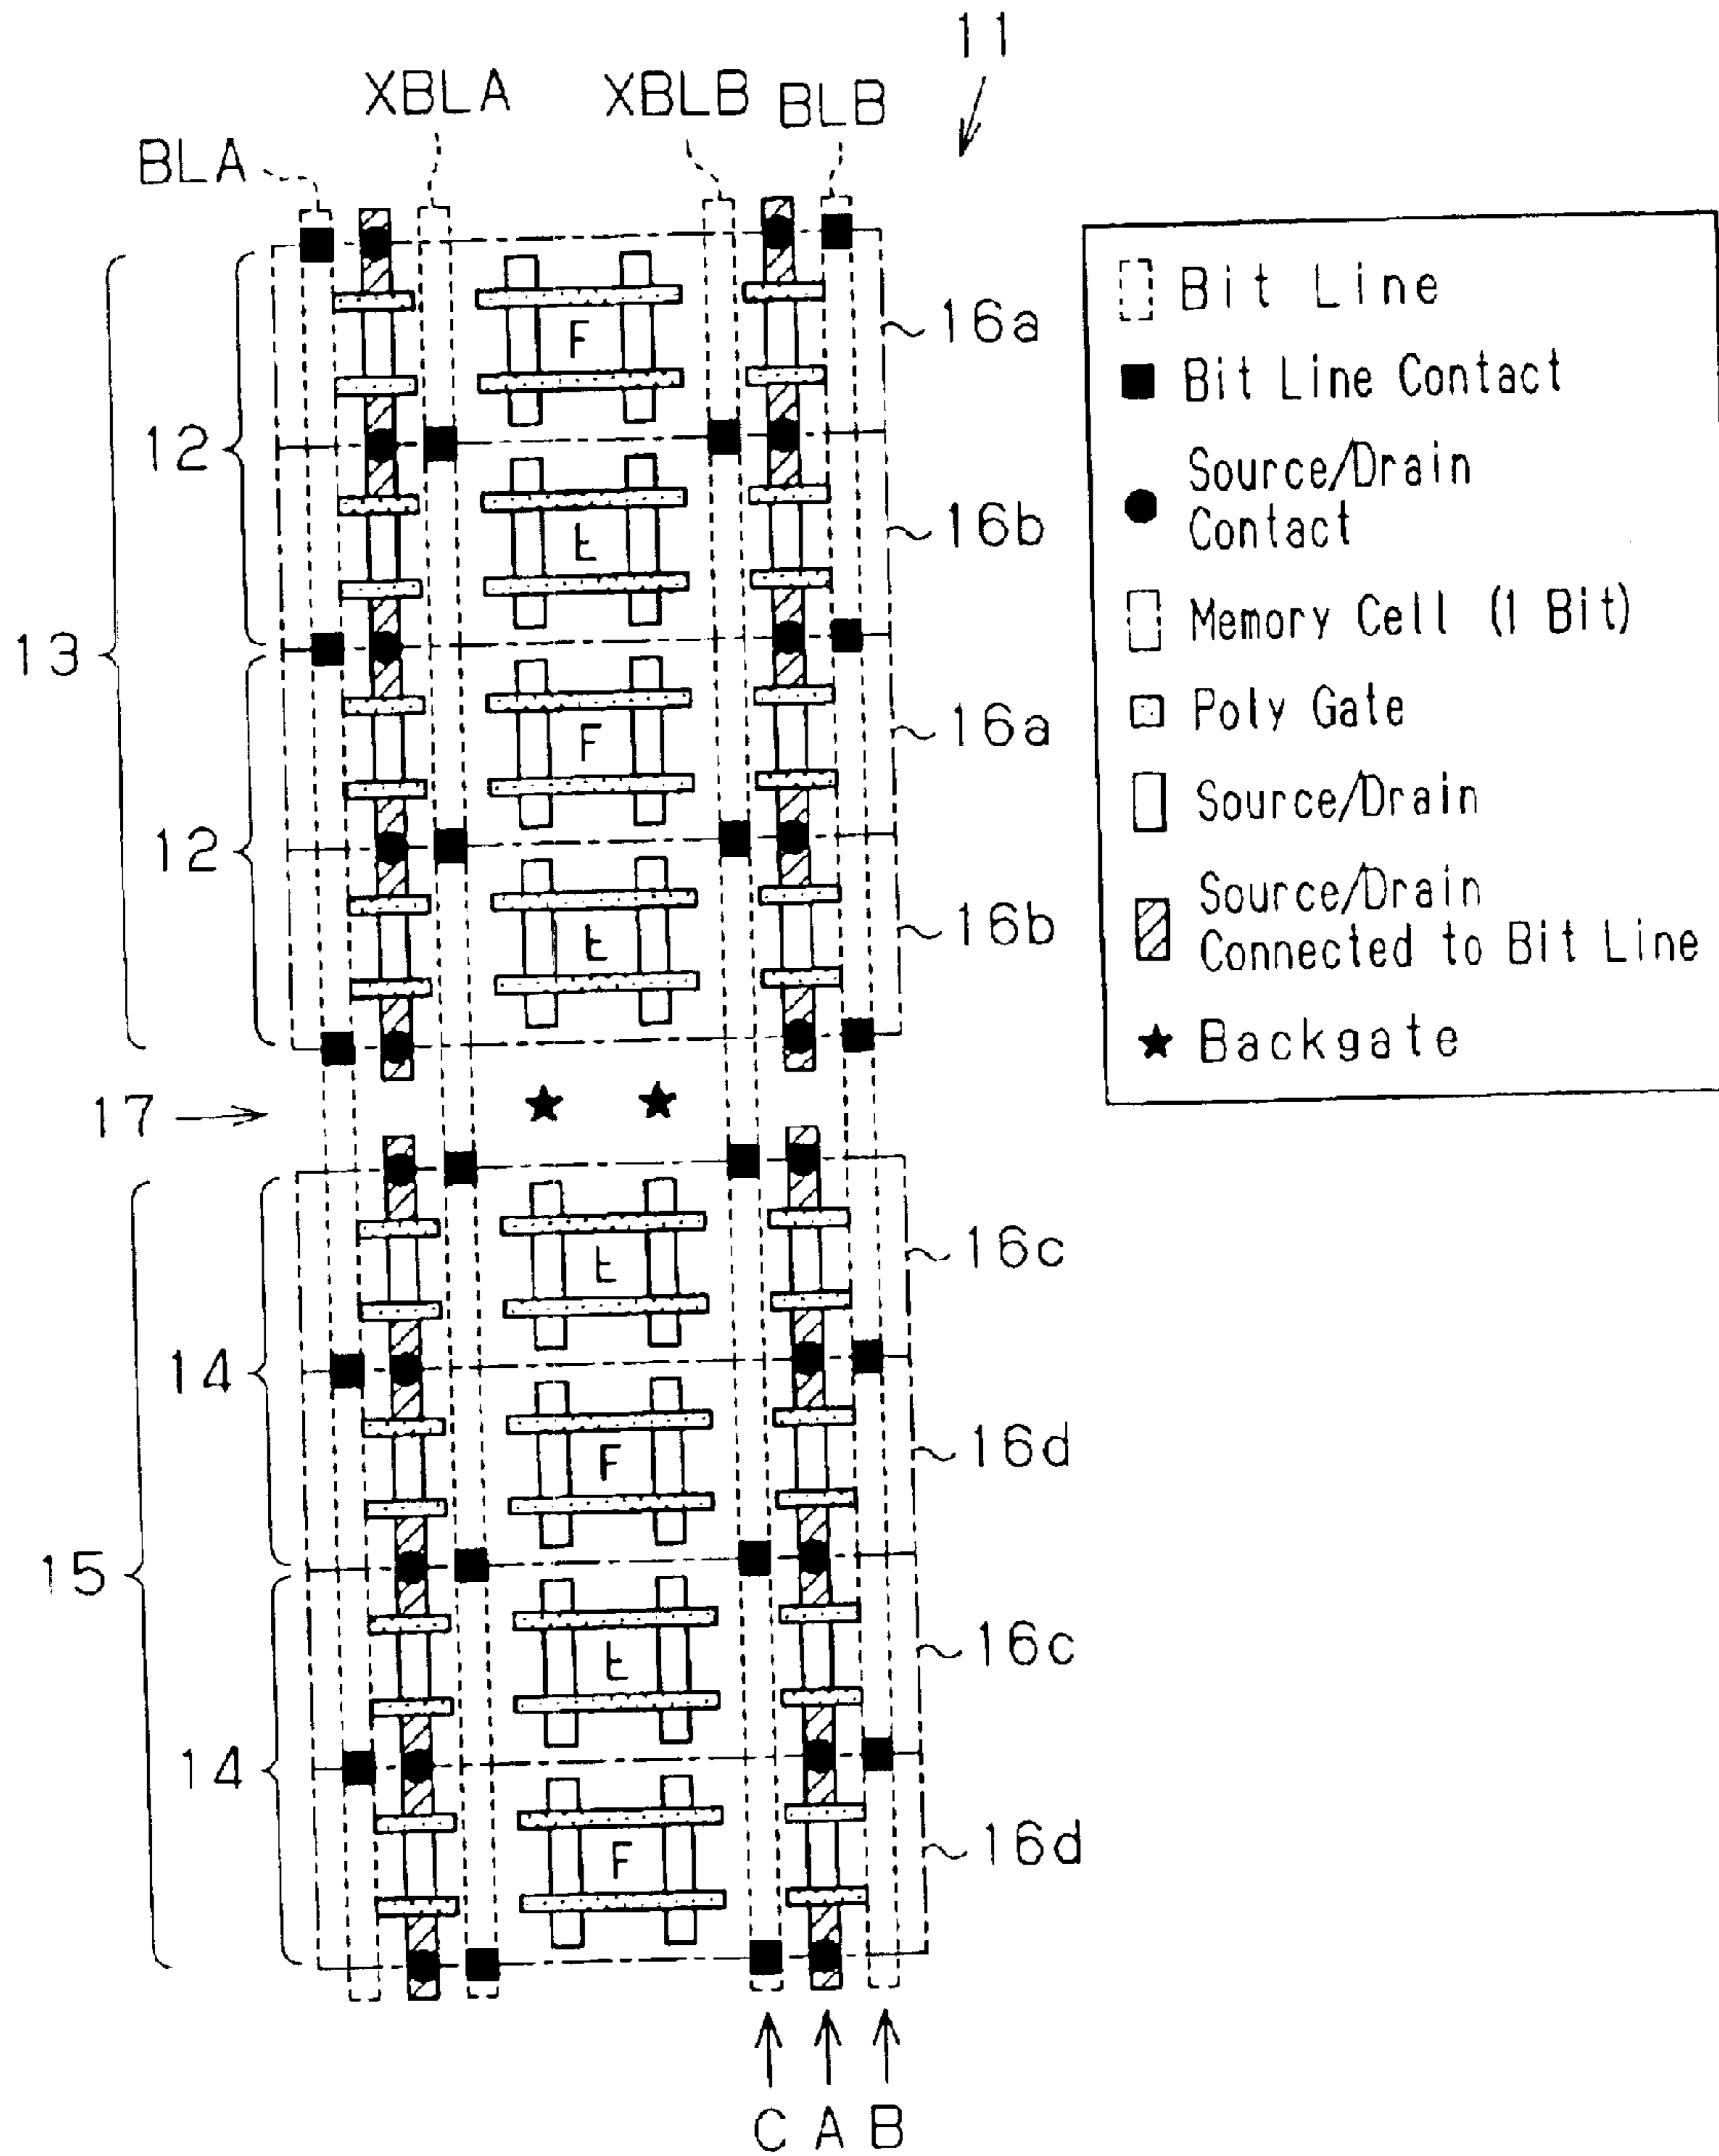 11
XBLA XBLB BLB
BLA
16a
12
F
16b
13
16a
F
12
16b
17
16c
14
16d
F
15
16c
14
16d
F
C A B
Bit Line
Bit Line Contact
Source/Drain
Contact
Memory Cell (1 Bit)
Poly Gate
Source/Drain
Source/Drain
Connected to Bit Line
Backgate